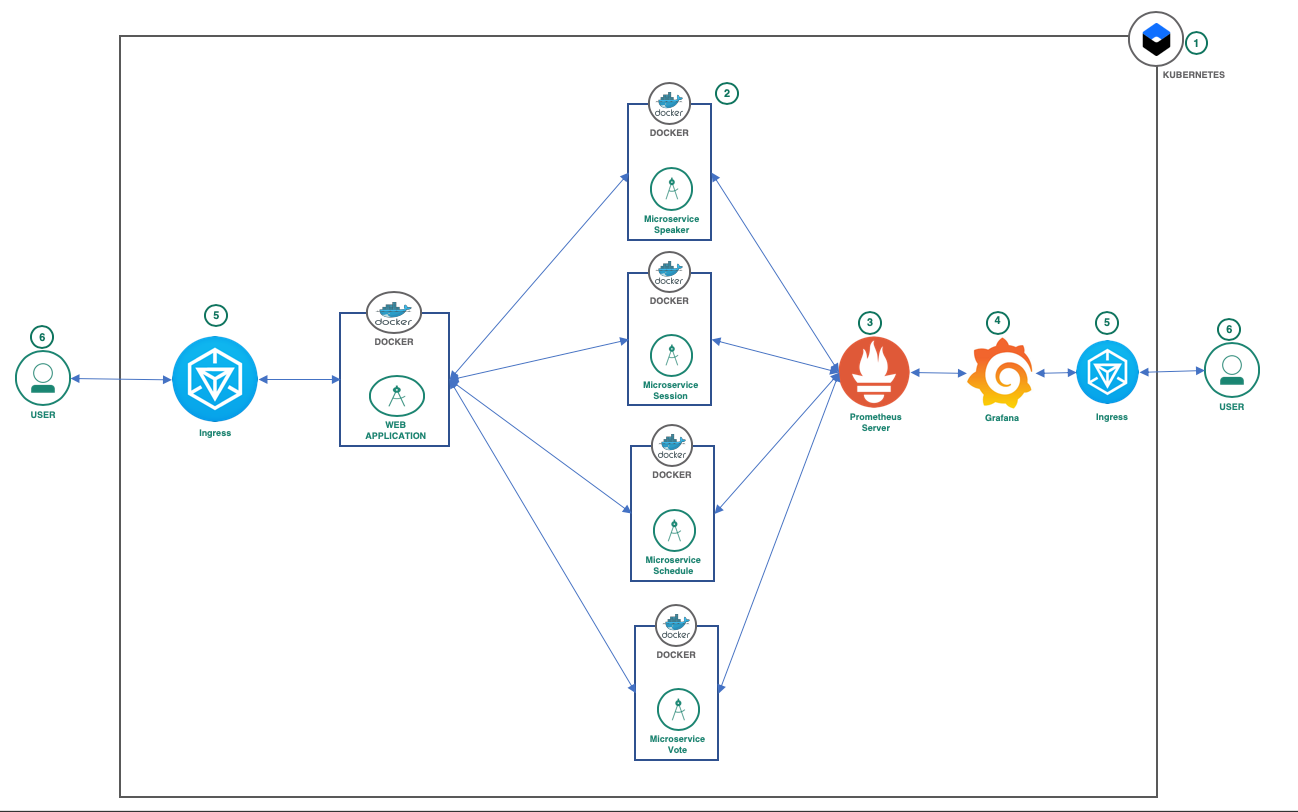 1
KUBERNETES
docker
2
DOCKER
Microservice
Speaker
docker
DOCKER
Microservice
Session
docker
DOCKER
WEB
APPLICATION
6
USER
5
Ingress
3
Prometheus
Server
4
Grafana
5
Ingress
6
USER
docker
DOCKER
Microservice
Schedule
docker
DOCKER
Microservice
Vote